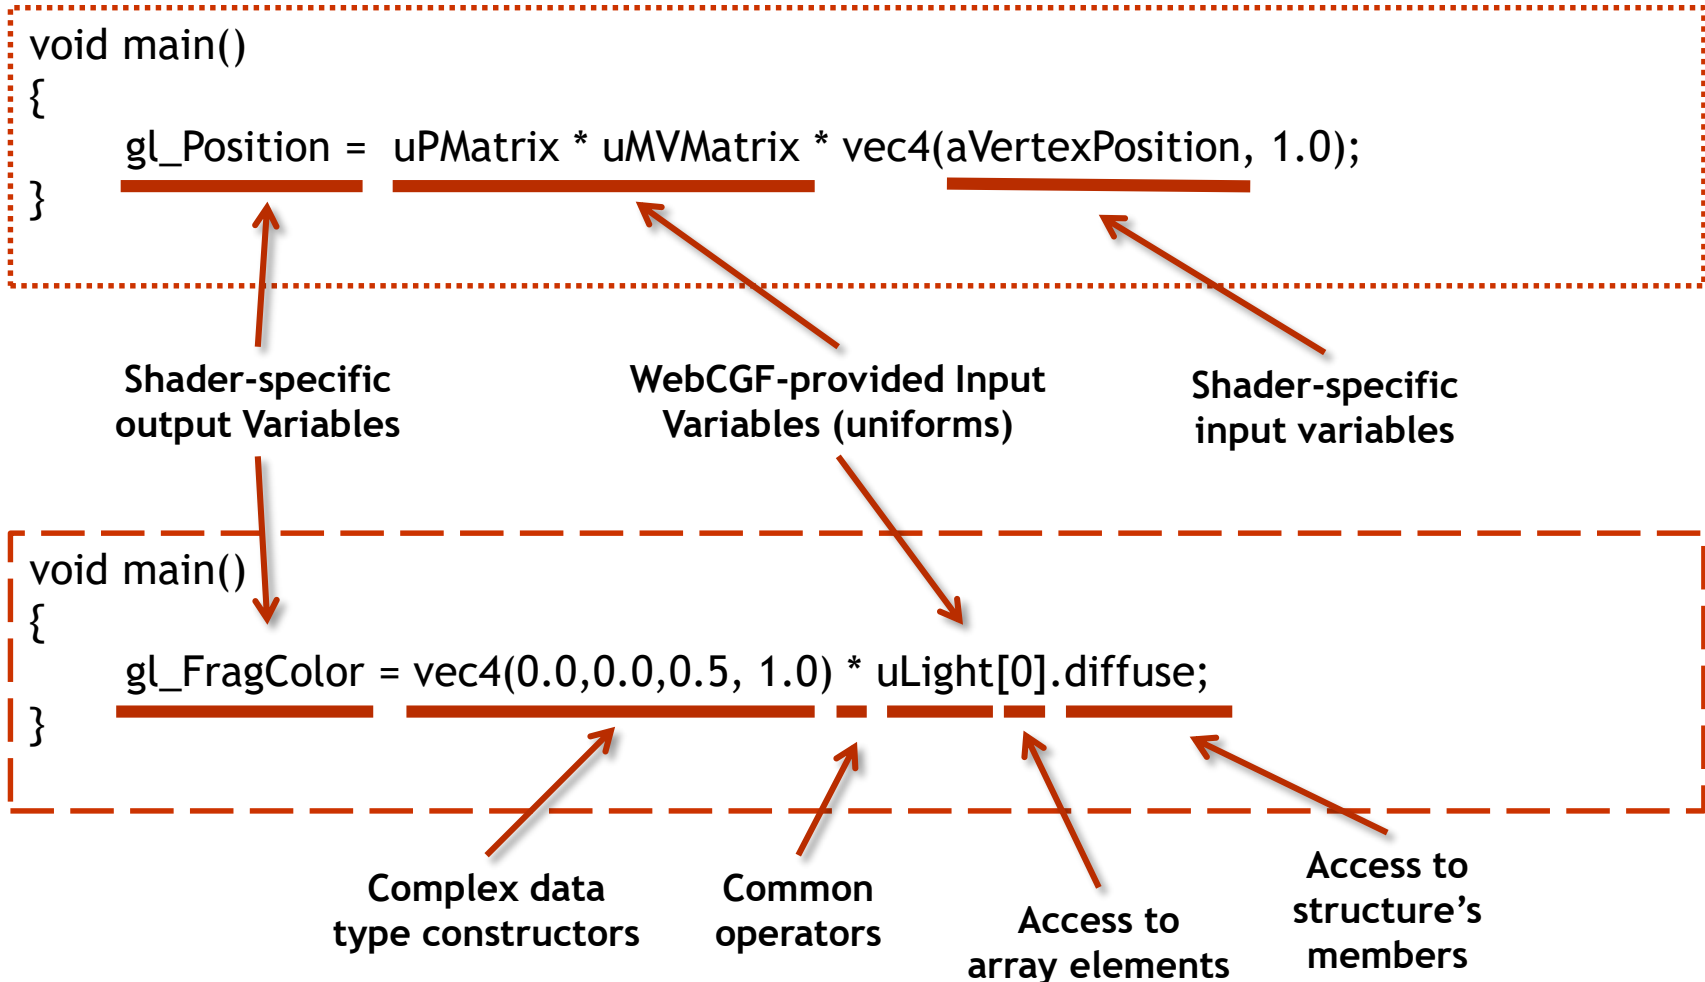 void main()
{
gl_Position = uPMatrix * uMVMatrix * vec4(aVertexPosition, 1.0);
}
Shader-specific
output Variables
WebCGF-provided Input
Variables (uniforms)
Shader-specific
input variables
void main()
{
gl_FragColor = vec4(0.0,0.0,0.5, 1.0) * uLight[0].diffuse;
}
Complex data
type constructors
Common
operators
Access to
array elements
Access to
structure’s
members